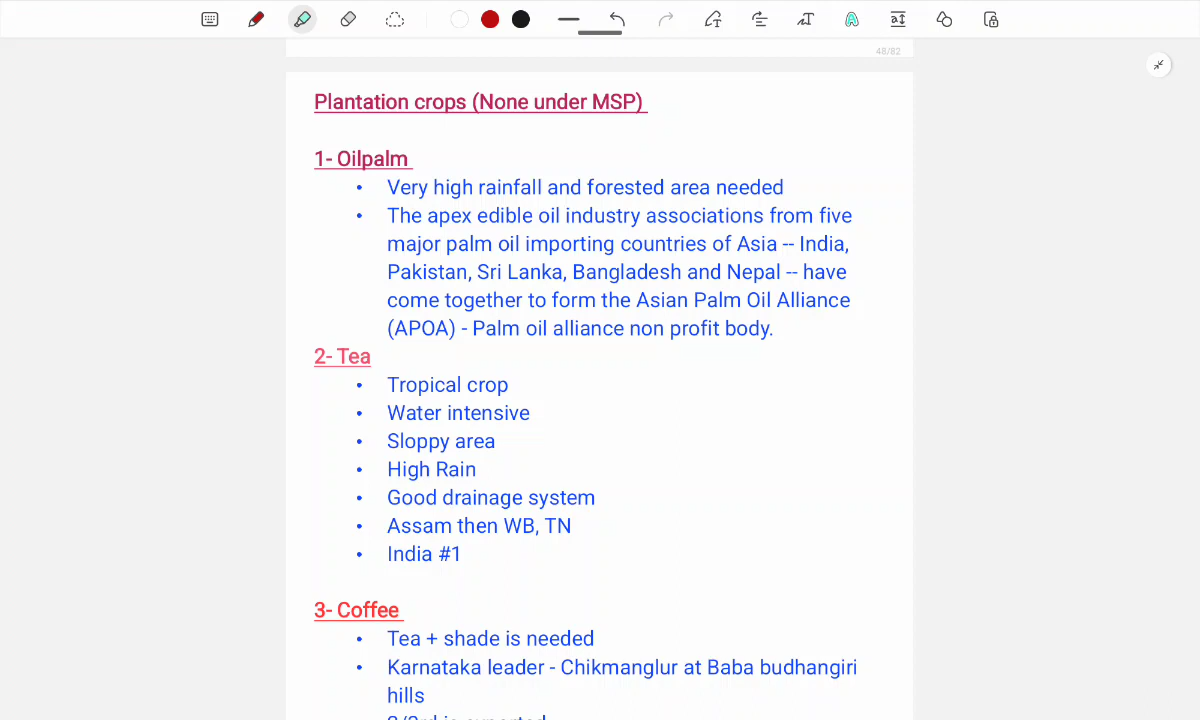 48/82
Plantation crops (None under MSP)
1- Oilpalm
• Very high rainfall and forested area needed
• The apex edible oil industry associations from five
major palm oil importing countries of Asia -- India,
Pakistan, Sri Lanka, Bangladesh and Nepal -- have
come together to form the Asian Palm Oil Alliance
(APOA) - Palm oil alliance non profit body.
2- Tea
• Tropical crop
• Water intensive
• Sloppy area
• High Rain
• Good drainage system
• Assam then WB, TN
• India #1
3- Coffee
• Tea + shade is needed
• Karnataka leader - Chikmanglur at Baba budhangiri
hills